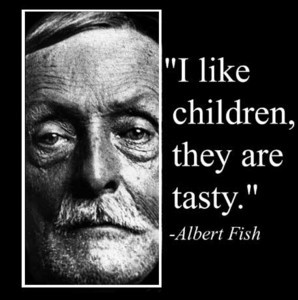 "I like
children,
they are
tasty."
-Albert Fish